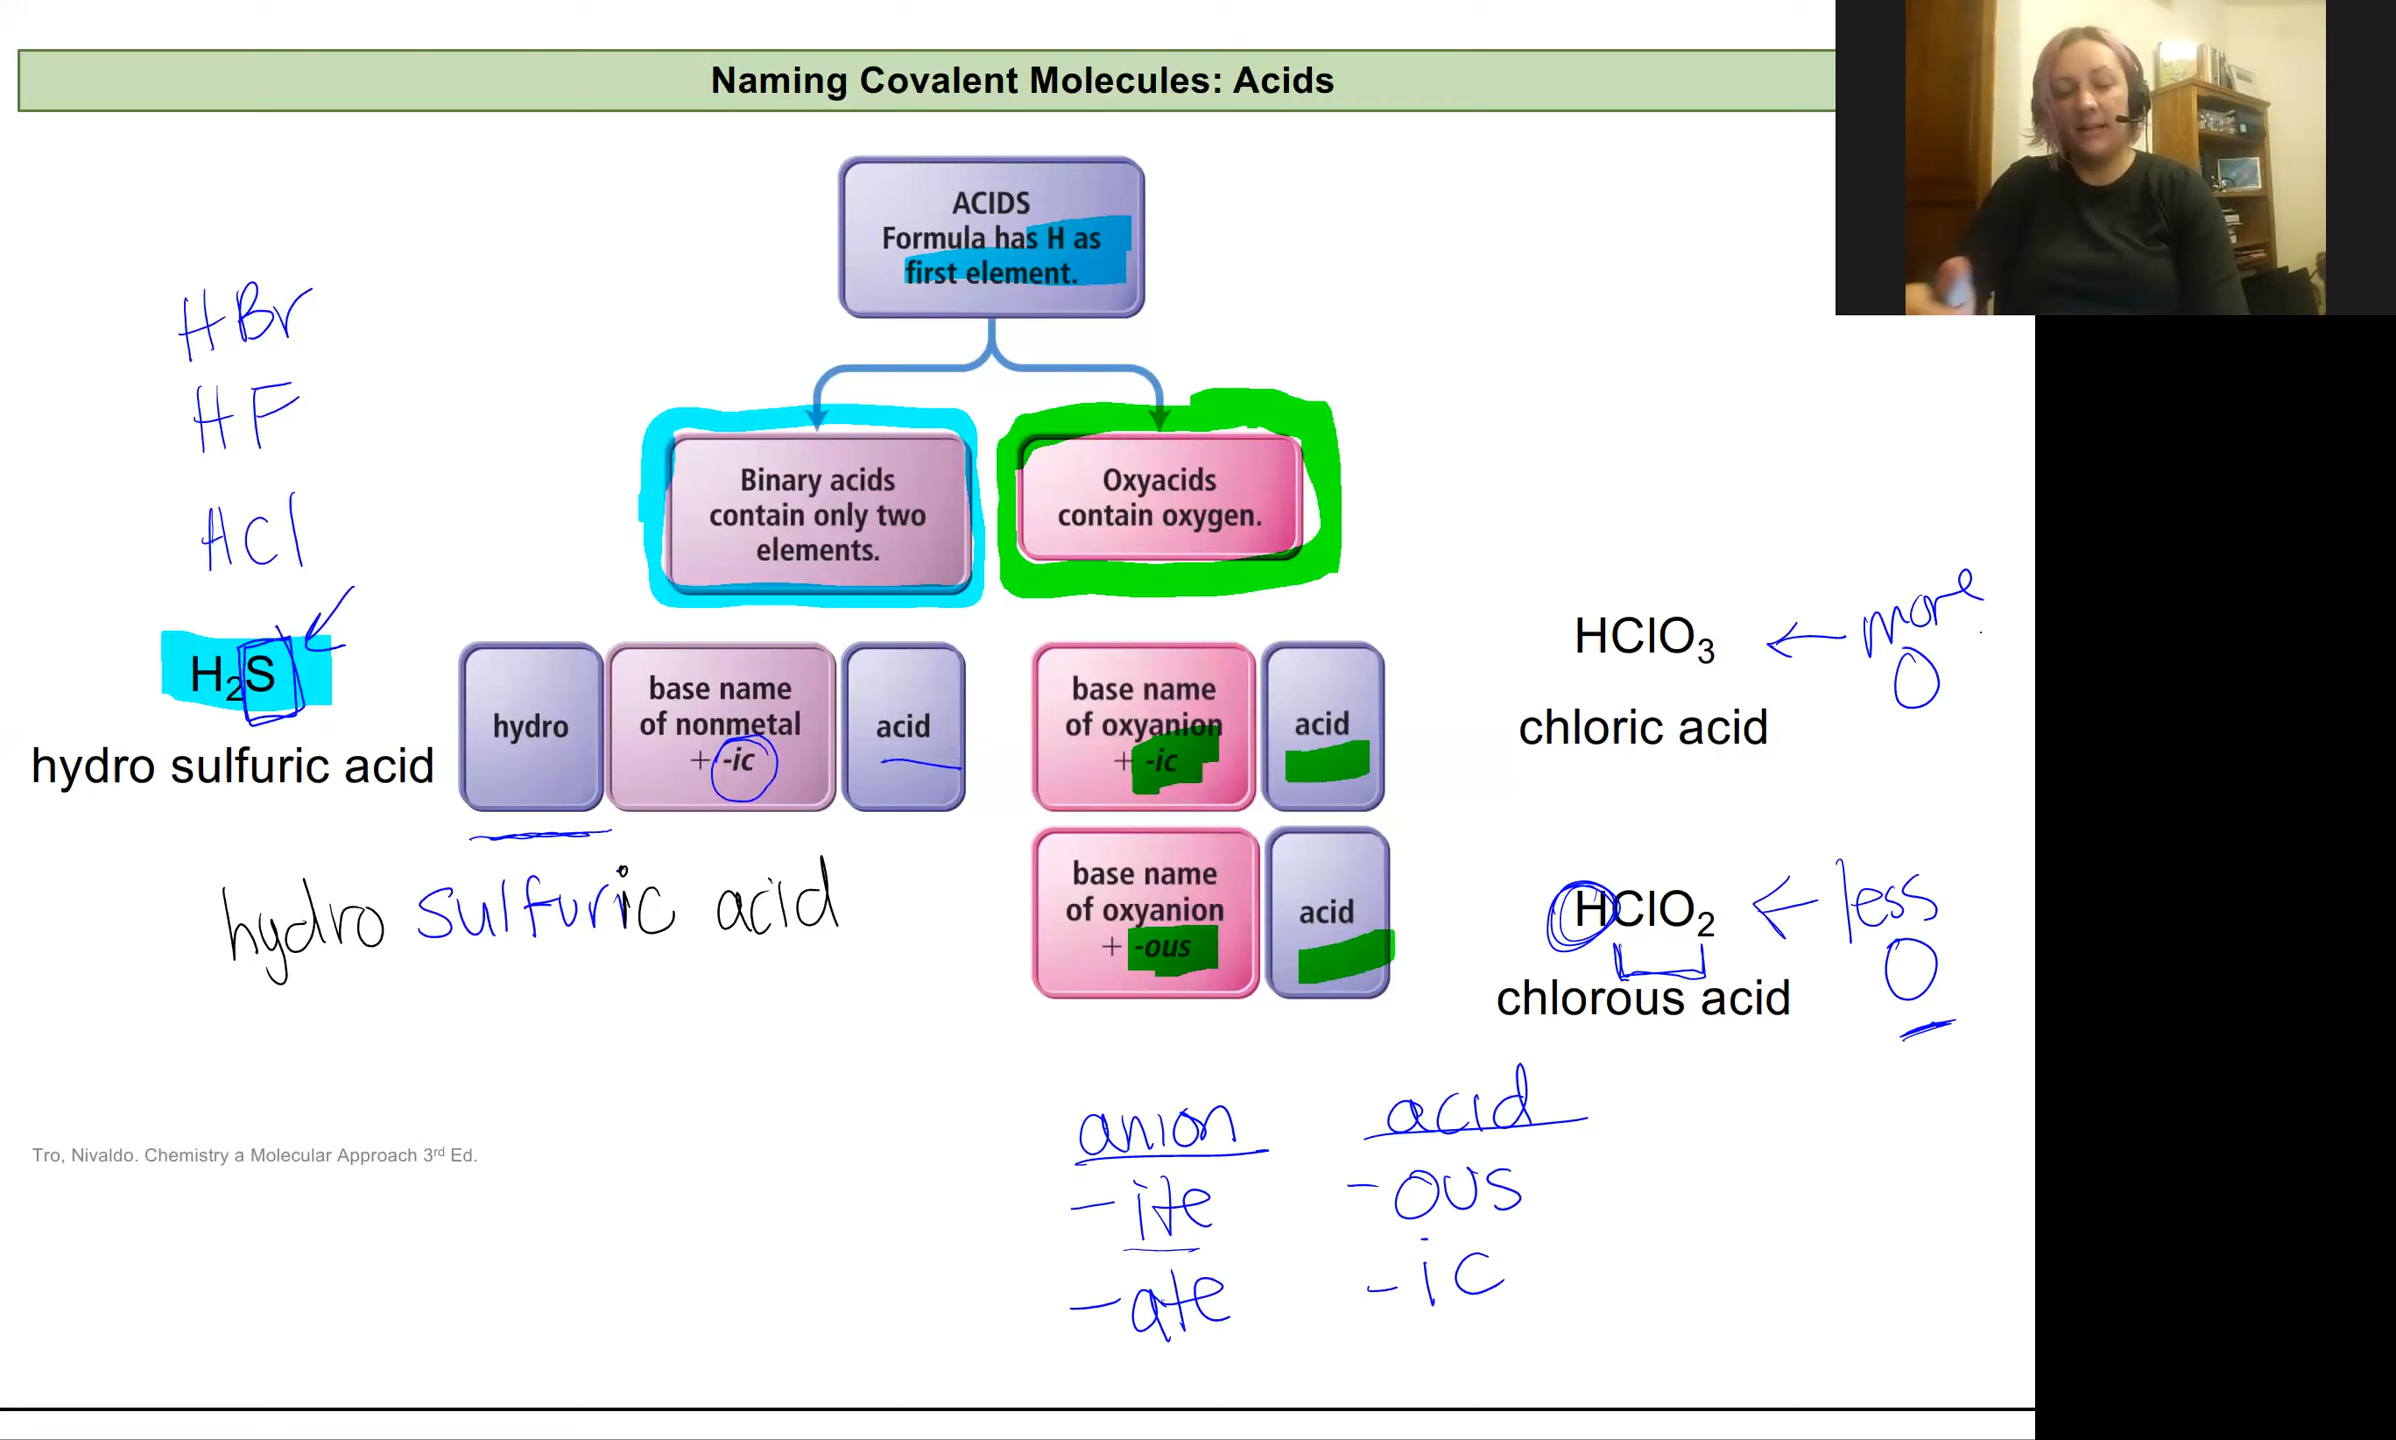 Naming Covalent Molecules: Acids
ACIDS
Formula has H as
first element.
HBr
HF
HCl
Binary acids
contain only two
elements.
Oxyacids
contain oxygen.
H₂S
hydro sulfuric acid
hydro
base name
of nonmetal
+ -ic
acid
hydro sulfuric acid
base name
of oxyanion
+ -ic
acid
base name
of oxyanion
+ -ous
acid
HClO₃ ← more
O
chloric acid
HClO₂ ← less
O
chlorous acid
anion acid
-ite -ous
-ate -ic
Tro, Nivaldo. Chemistry a Molecular Approach 3rd Ed.